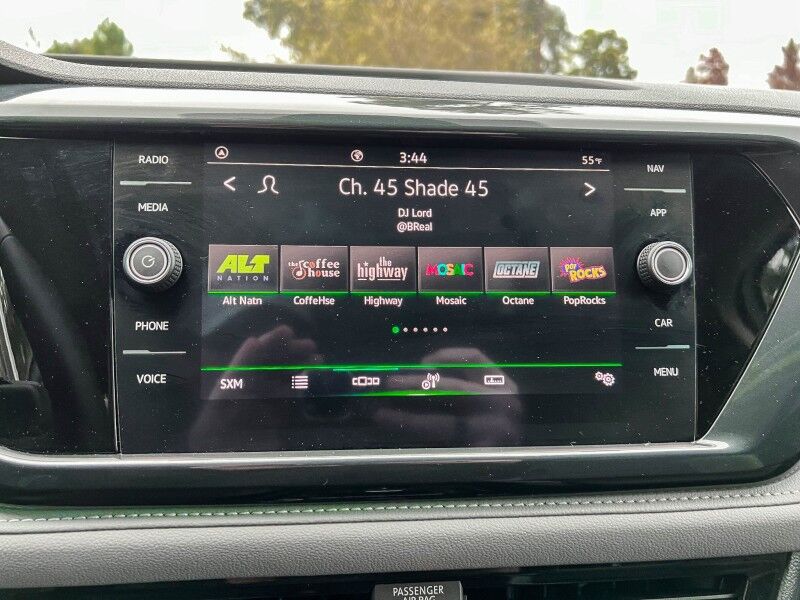 RADIO
MEDIA
PHONE
VOICE
3:44
55°F
Ch. 45 Shade 45
DJ Lord
@BReal
ALT NATION
the coffee house
the highway
MOSAIC
OCTANE
POP ROCKS
Alt Natn
CoffeHse
Highway
Mosaic
Octane
PopRocks
SXM
NAV
APP
CAR
MENU
PASSENGER
AIR BAG